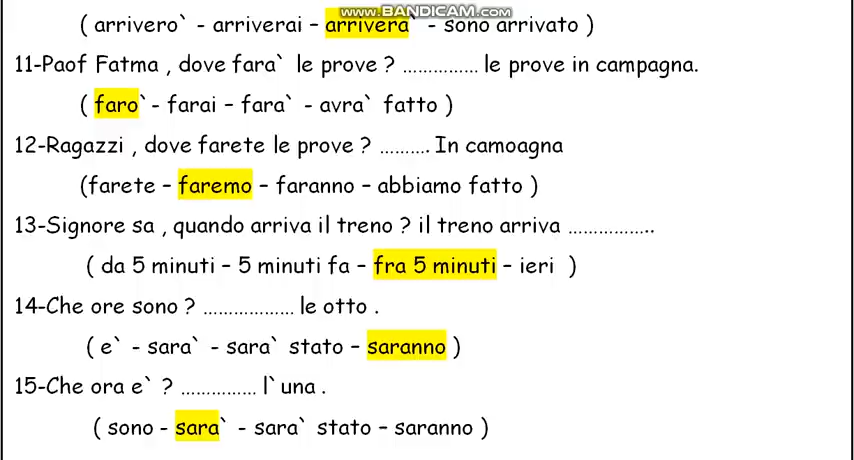 www.BANDICAM.com
( arrivero` - arriverai – arrivera` - sono arrivato )
11-Paof Fatma , dove fara` le prove ? ............... le prove in campagna.
( faro` - farai – fara` - avra` fatto )
12-Ragazzi , dove farete le prove ? .......... In camoagna
(farete – faremo – faranno – abbiamo fatto )
13-Signore sa , quando arriva il treno ? il treno arriva .................
( da 5 minuti – 5 minuti fa – fra 5 minuti – ieri )
14-Che ore sono ? .................. le otto .
( e` - sara` - sara` stato – saranno )
15-Che ora e` ? ............... l`una .
( sono - sara` - sara` stato – saranno )